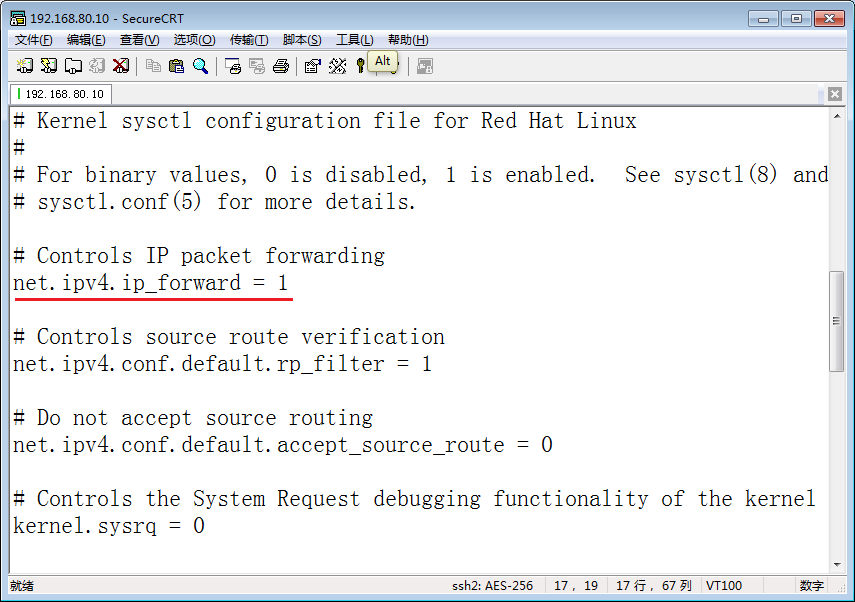 192.168.80.10 - SecureCRT
文件(F) 编辑(E) 查看(V) 选项(O) 传输(T) 脚本(S) 工具(L) 帮助(H)
Alt
192.168.80.10
# Kernel sysctl configuration file for Red Hat Linux
#
# For binary values, 0 is disabled, 1 is enabled.  See sysctl(8) and
# sysctl.conf(5) for more details.
# Controls IP packet forwarding
net.ipv4.ip_forward = 1
# Controls source route verification
net.ipv4.conf.default.rp_filter = 1
# Do not accept source routing
net.ipv4.conf.default.accept_source_route = 0
# Controls the System Request debugging functionality of the kernel
kernel.sysrq = 0
就绪 ssh2: AES-256 17, 19 17 行, 67 列 VT100 数字